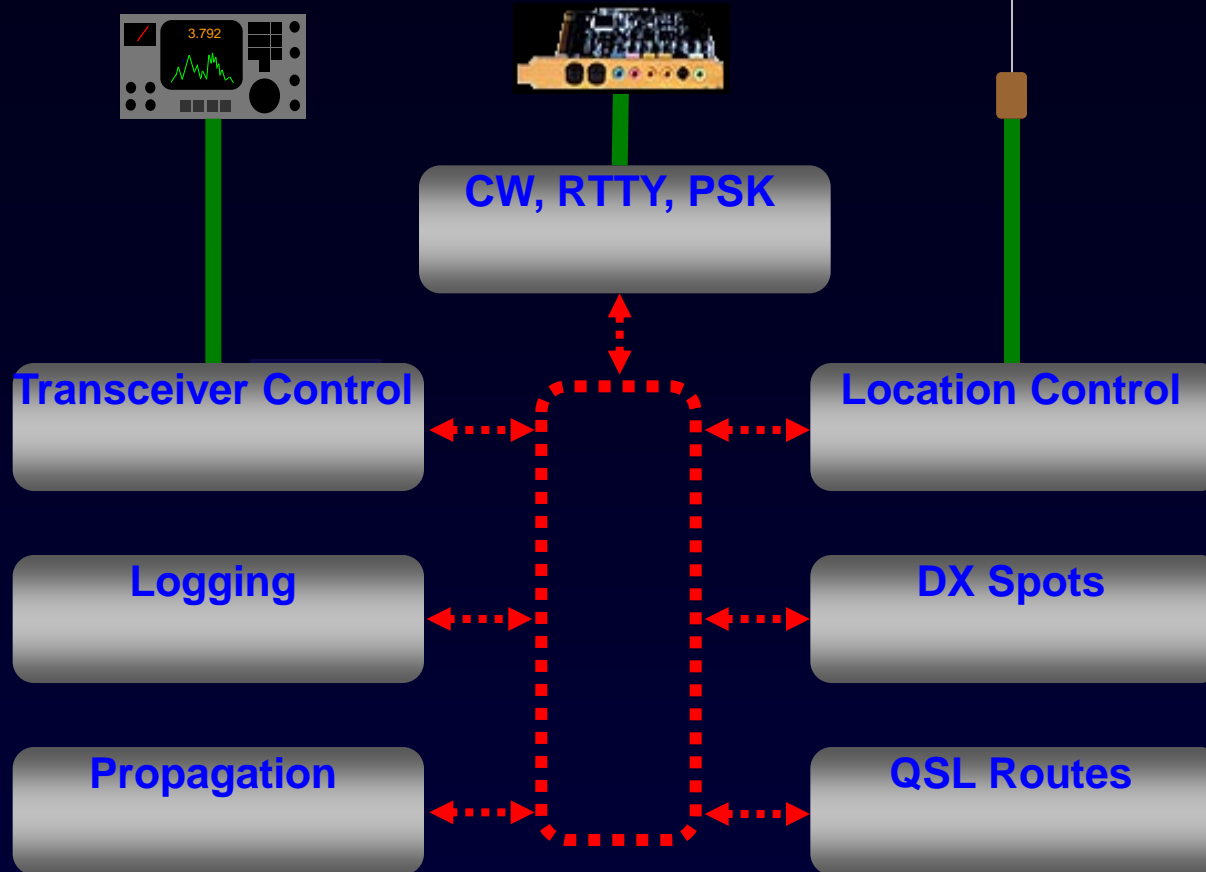 3.792
CW, RTTY, PSK
Transceiver Control
Location Control
Logging
DX Spots
Propagation
QSL Routes